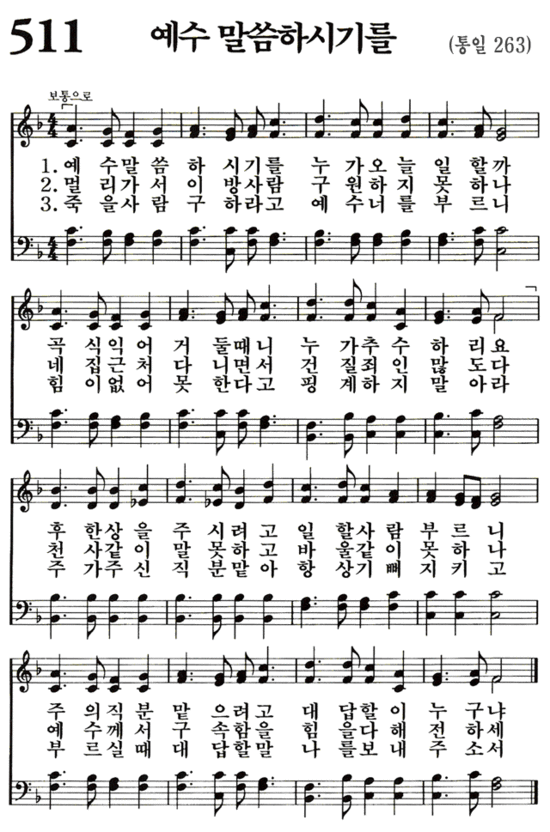 511 예수 말씀하시기를 (통일 263)
보통으로
1. 예 수말 씀 하 시기를 누 가오 늘 일 할까
2. 멀 리가 서 이 방사람 구 원하 지 못 하나
3. 죽 을사 람 구 하라고 예 수너 를 부 르니
곡 식익 어 거 둘때니 누 가추 수 하 리요
네 집근 처 다 니면서 건 질죄 인 많 도다
힘 이없 어 못 한다고 핑 계하 지 말 아라
후 한상 을 주 시려고 일 할사 람 부 르 니
천 사같 이 말 못하고 바 울같 이 못 하 나
주 가주 신 직 분맡아 항 상기 뻐 지 키 고
주 의직 분 맡 으려고 대 답할 이 누 구냐
예 수께 서 구 속함을 힘 을다 해 전 하세
부 르실 때 대 답할말 나 를보 내 주 소서